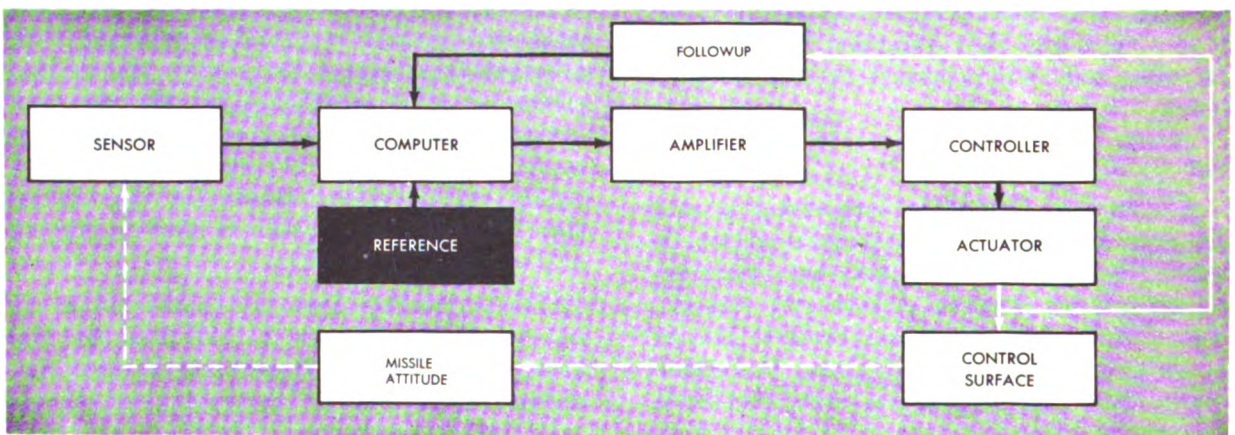 FOLLOWUP
SENSOR
COMPUTER
AMPLIFIER
CONTROLLER
REFERENCE
ACTUATOR
MISSILE
ATTITUDE
CONTROL
SURFACE